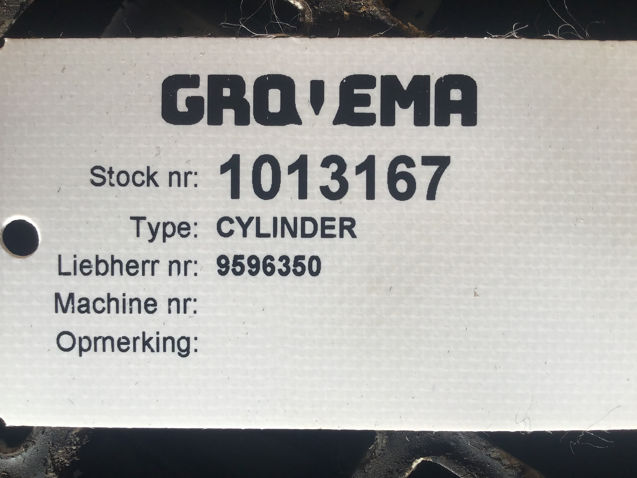 GROVEMA
Stock nr: 1013167
Type: CYLINDER
Liebherr nr: 9596350
Machine nr:
Opmerking: